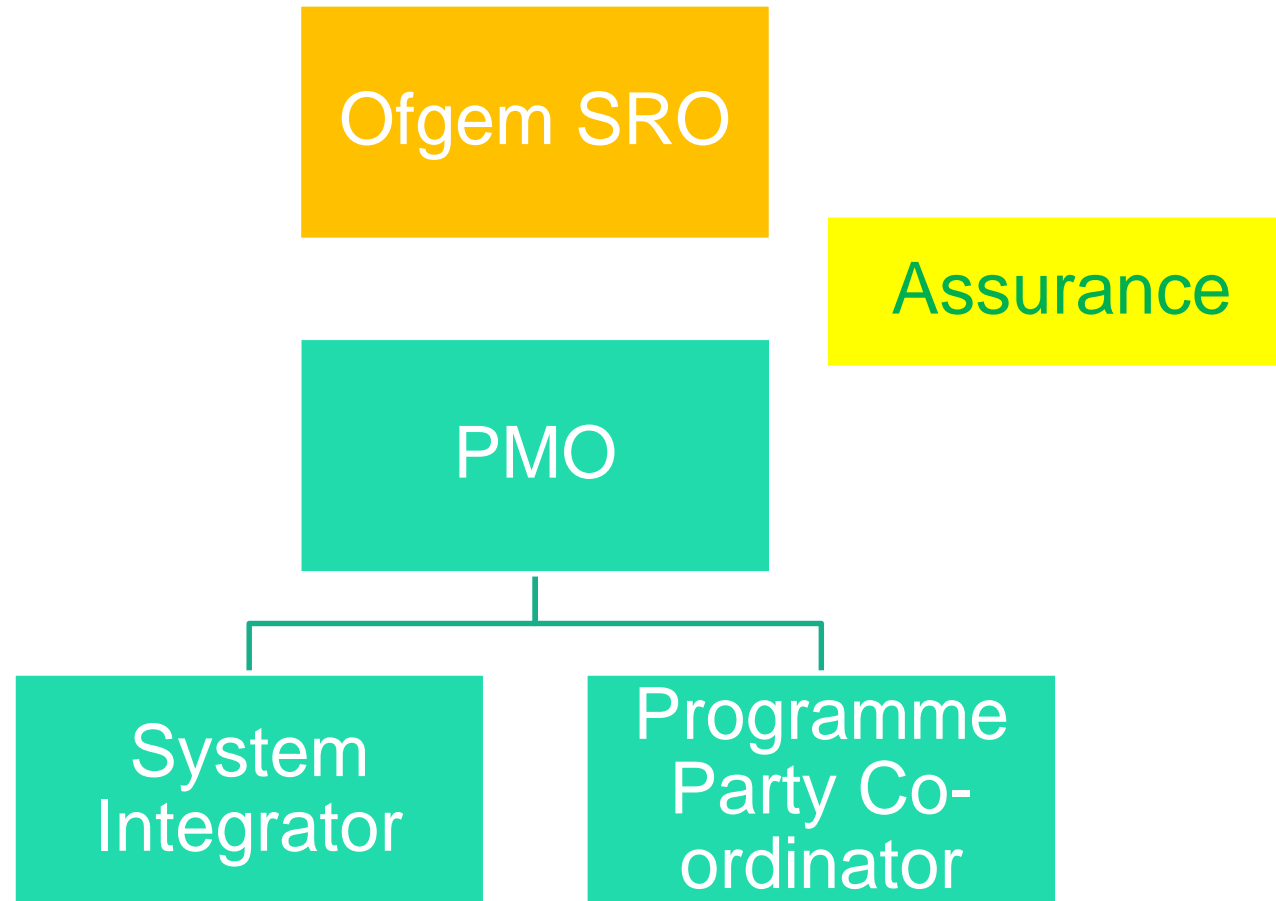 Ofgem SRO
Assurance
PMO
System
Integrator
Programme
Party Co-
ordinator